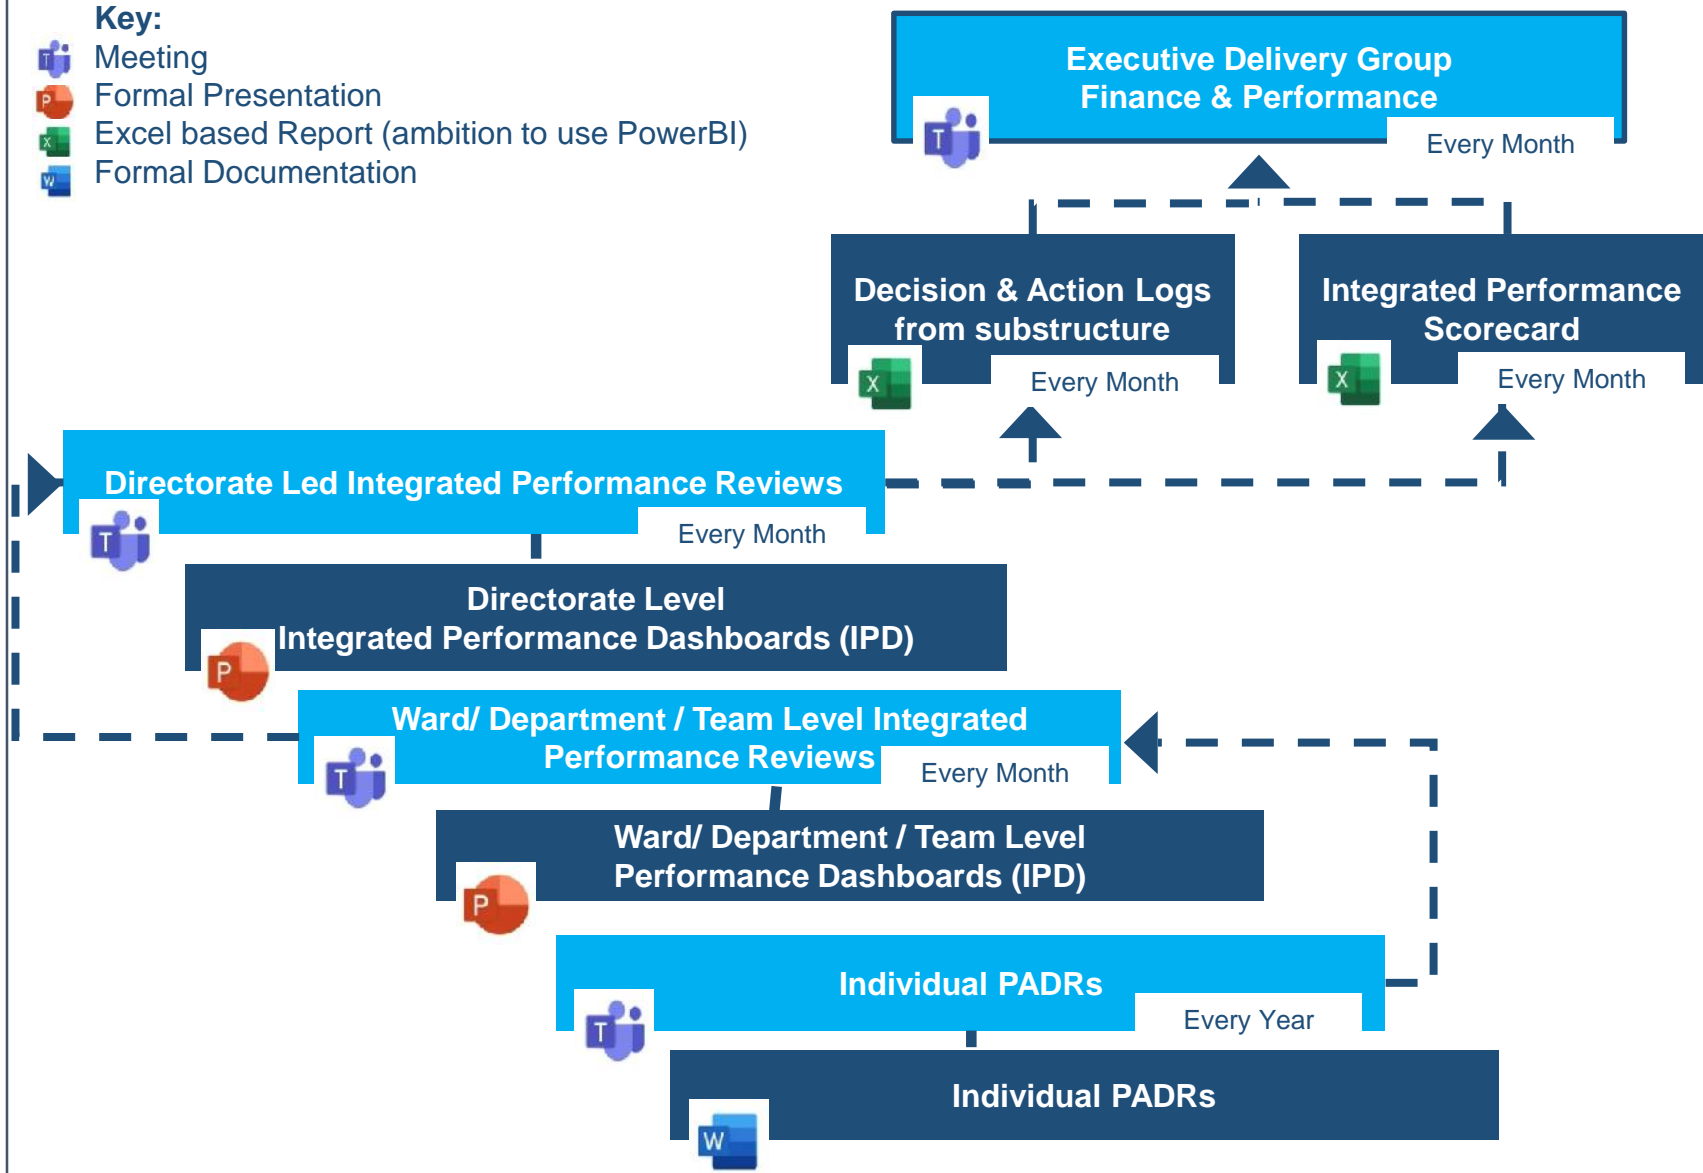 Key:
Meeting
Formal Presentation
Excel based Report (ambition to use PowerBI)
Formal Documentation
Executive Delivery Group
Finance & Performance
T
Every Month
Decision & Action Logs
from substructure
X
Every Month
Integrated Performance
Scorecard
X
Every Month
Directorate Led Integrated Performance Reviews
T
Every Month
Directorate Level
Integrated Performance Dashboards (IPD)
P
Ward/ Department / Team Level Integrated
Performance Reviews
T
Every Month
Ward/ Department / Team Level
Performance Dashboards (IPD)
P
Individual PADRs
T
Every Year
Individual PADRs
W